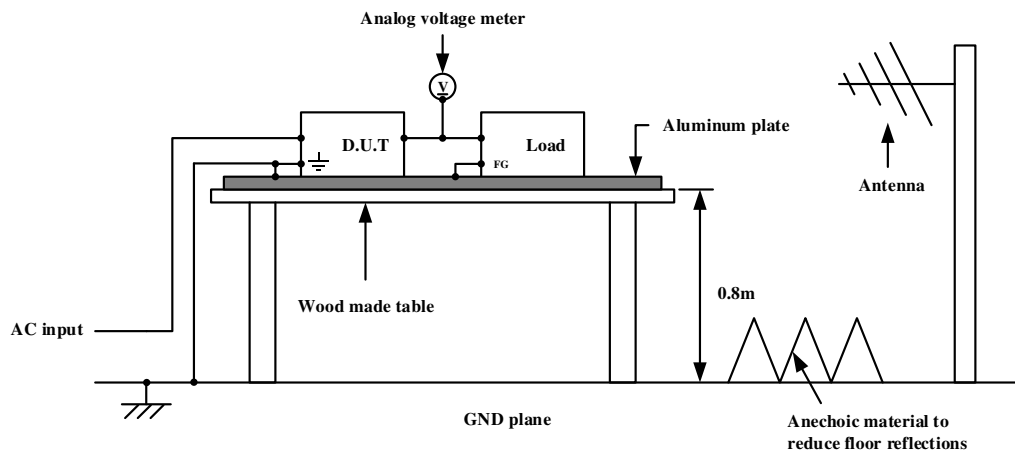 Analog voltage meter
V
D.U.T
Load
FG
Aluminum plate
Antenna
Wood made table
0.8m
AC input
GND plane
Anechoic material to
reduce floor reflections